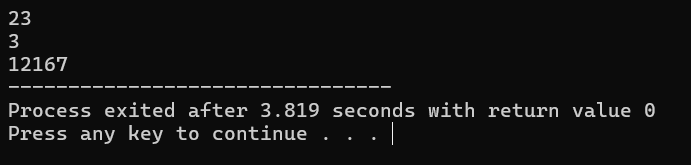 23
3
12167
--------------------------------
Process exited after 3.819 seconds with return value 0
Press any key to continue . . .